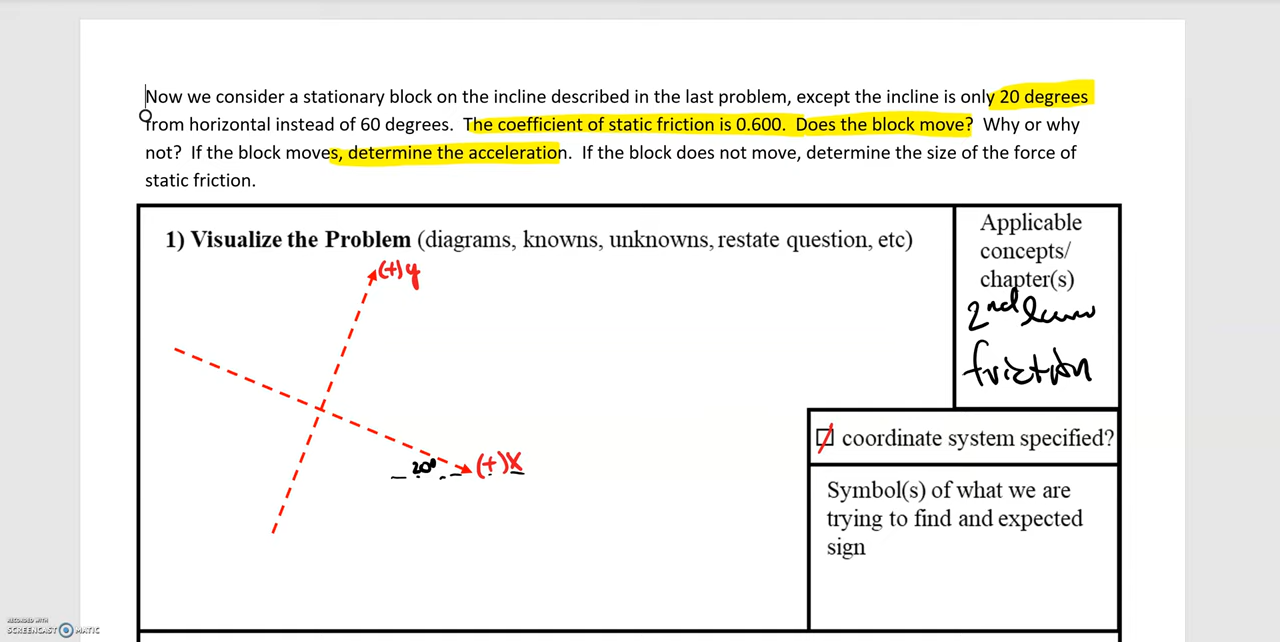 Now we consider a stationary block on the incline described in the last problem, except the incline is only 20 degrees
from horizontal instead of 60 degrees.  The coefficient of static friction is 0.600.  Does the block move?  Why or why
not?  If the block moves, determine the acceleration.  If the block does not move, determine the size of the force of
static friction.
1) Visualize the Problem (diagrams, knowns, unknowns, restate question, etc)
Applicable
concepts/
chapter(s)
2nd law
friction
(+)y
20°
(+)x
coordinate system specified?
Symbol(s) of what we are
trying to find and expected
sign
RECORDED WITH
SCREENCAST MATIC